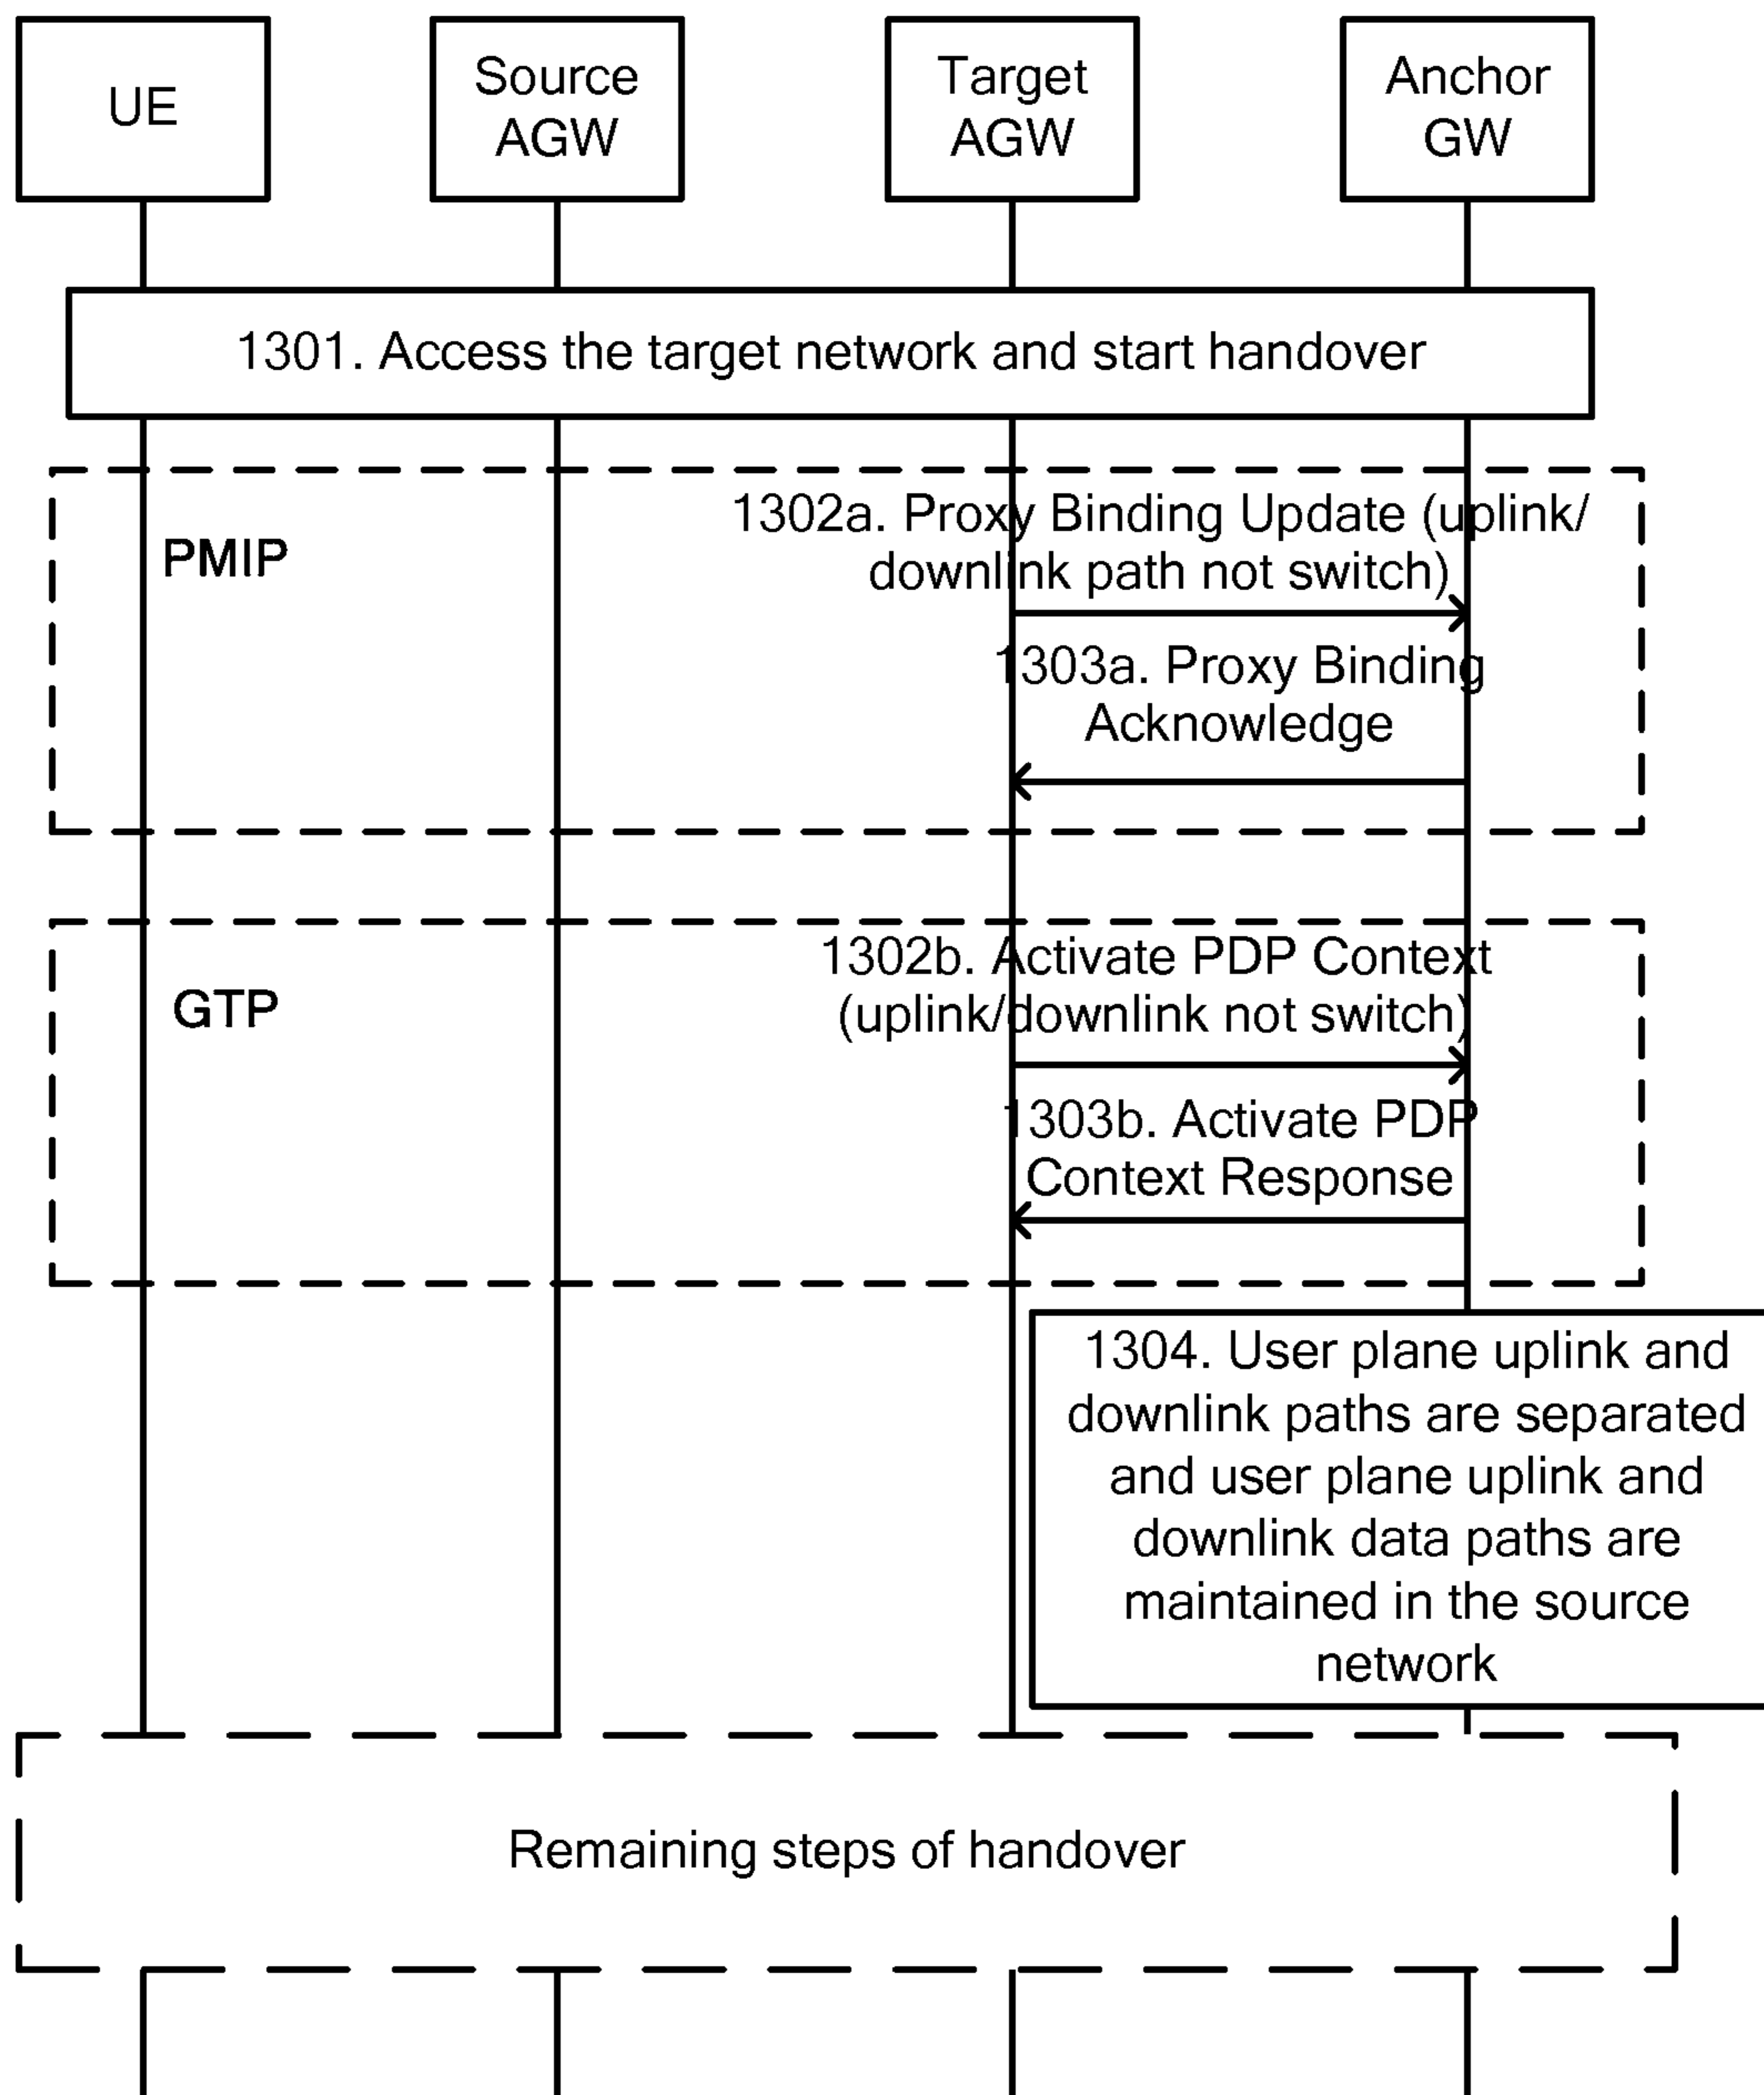 UE
Source
AGW
Target
AGW
Anchor
GW
1301. Access the target network and start handover
PMIP
1302a. Proxy Binding Update (uplink/
downlink path not switch)
1303a. Proxy Binding
Acknowledge
GTP
1302b. Activate PDP Context
(uplink/downlink not switch)
1303b. Activate PDP
Context Response
1304. User plane uplink and
downlink paths are separated
and user plane uplink and
downlink data paths are
maintained in the source
network
Remaining steps of handover